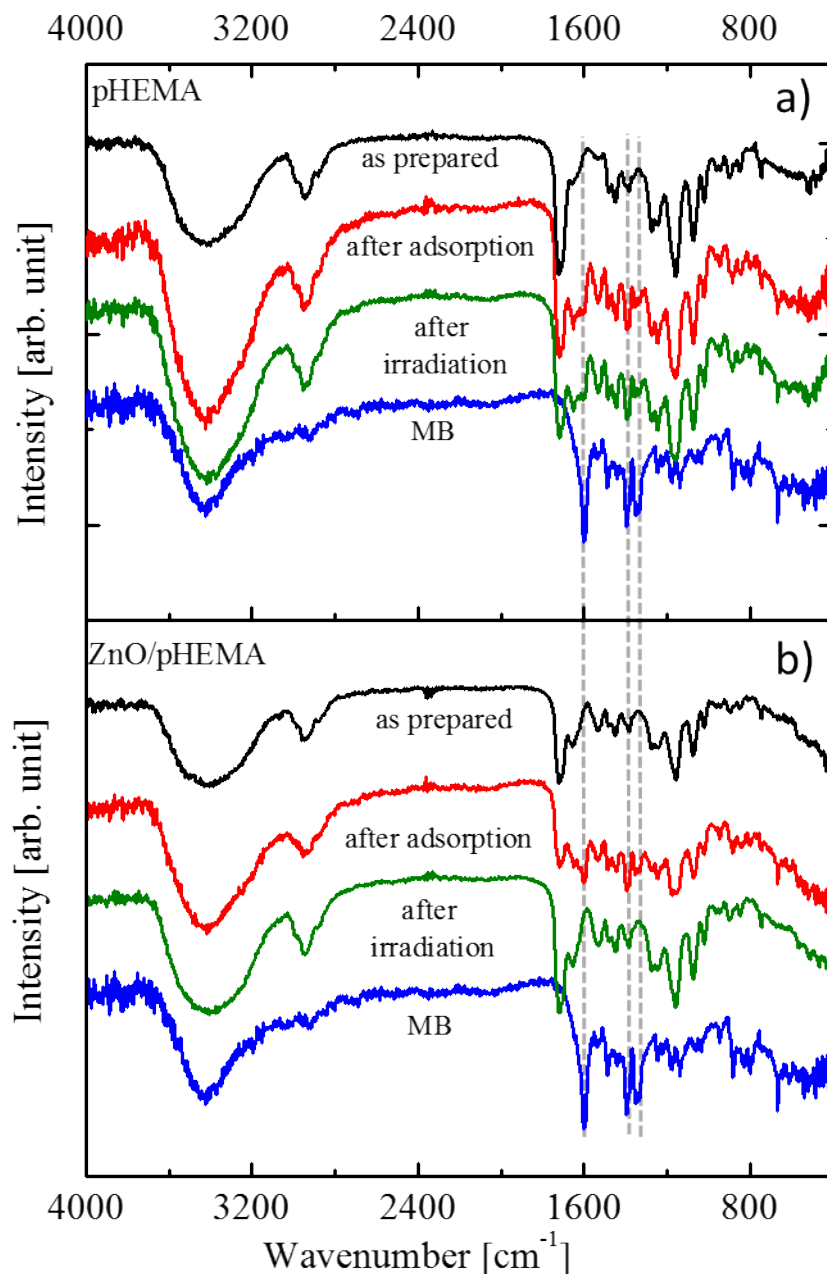 4000 3200 2400 1600 800
pHEMA
a)
as prepared
after adsorption
after
irradiation
MB
Intensity [arb. unit]
ZnO/pHEMA
b)
as prepared
after adsorption
after
irradiation
MB
Intensity [arb. unit]
4000 3200 2400 1600 800
Wavenumber [cm⁻¹]